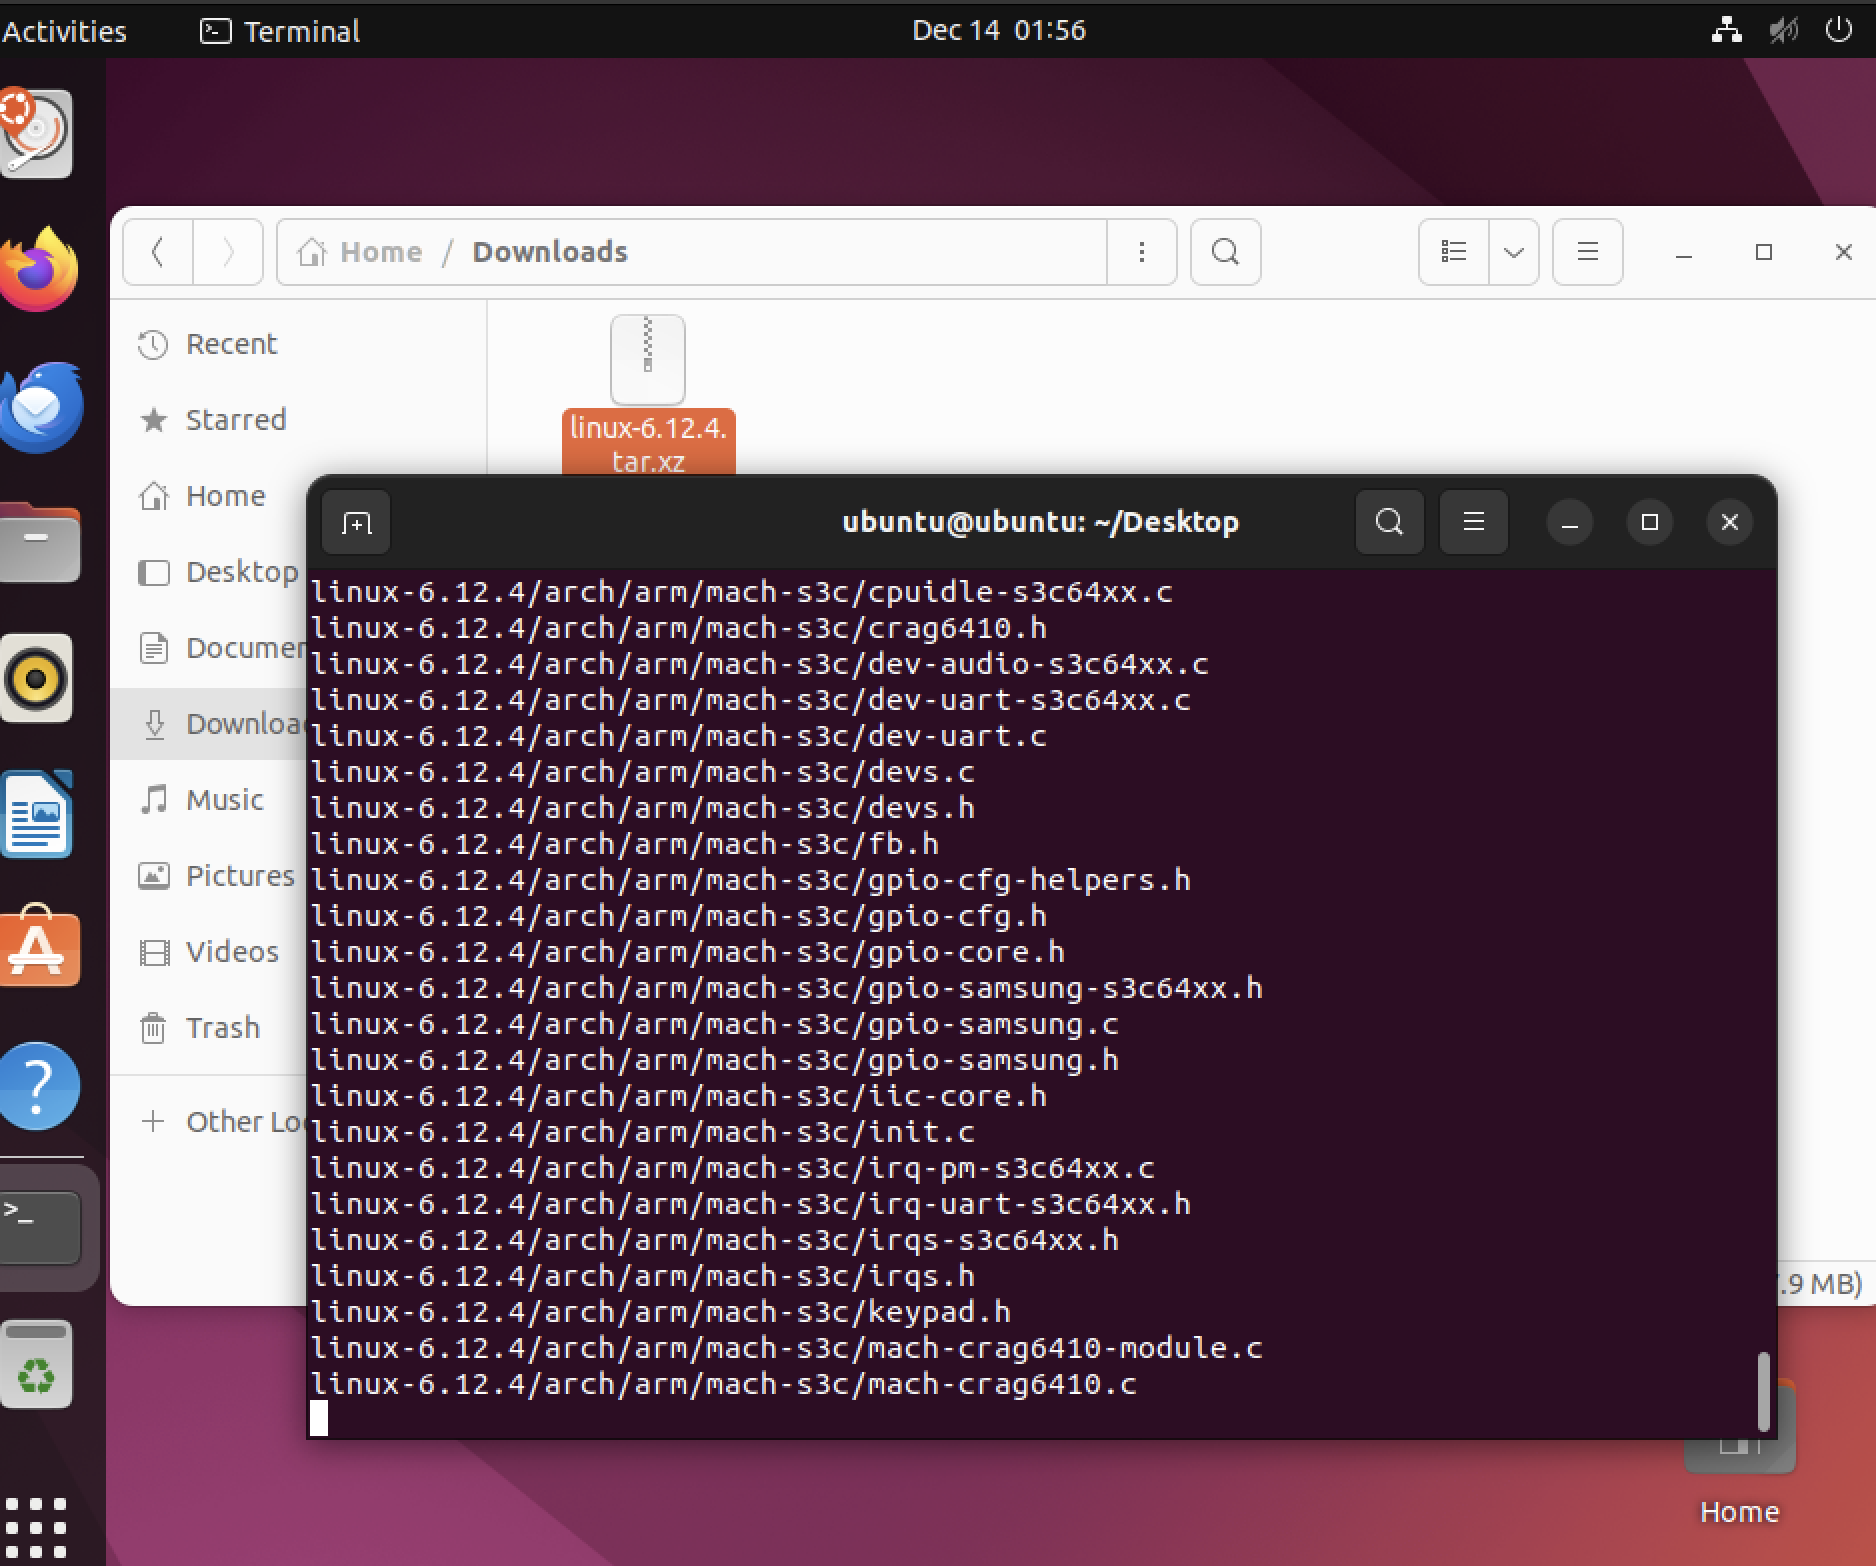 Activities
Terminal
Dec 14 01:56
Home / Downloads
Recent
Starred
Home
Desktop
Documen
Downloa
Music
Pictures
Videos
Trash
Other Lo
linux-6.12.4.
tar.xz
.9 MB)
ubuntu@ubuntu: ~/Desktop
linux-6.12.4/arch/arm/mach-s3c/cpuidle-s3c64xx.c
linux-6.12.4/arch/arm/mach-s3c/crag6410.h
linux-6.12.4/arch/arm/mach-s3c/dev-audio-s3c64xx.c
linux-6.12.4/arch/arm/mach-s3c/dev-uart-s3c64xx.c
linux-6.12.4/arch/arm/mach-s3c/dev-uart.c
linux-6.12.4/arch/arm/mach-s3c/devs.c
linux-6.12.4/arch/arm/mach-s3c/devs.h
linux-6.12.4/arch/arm/mach-s3c/fb.h
linux-6.12.4/arch/arm/mach-s3c/gpio-cfg-helpers.h
linux-6.12.4/arch/arm/mach-s3c/gpio-cfg.h
linux-6.12.4/arch/arm/mach-s3c/gpio-core.h
linux-6.12.4/arch/arm/mach-s3c/gpio-samsung-s3c64xx.h
linux-6.12.4/arch/arm/mach-s3c/gpio-samsung.c
linux-6.12.4/arch/arm/mach-s3c/gpio-samsung.h
linux-6.12.4/arch/arm/mach-s3c/iic-core.h
linux-6.12.4/arch/arm/mach-s3c/init.c
linux-6.12.4/arch/arm/mach-s3c/irq-pm-s3c64xx.c
linux-6.12.4/arch/arm/mach-s3c/irq-uart-s3c64xx.h
linux-6.12.4/arch/arm/mach-s3c/irqs-s3c64xx.h
linux-6.12.4/arch/arm/mach-s3c/irqs.h
linux-6.12.4/arch/arm/mach-s3c/keypad.h
linux-6.12.4/arch/arm/mach-s3c/mach-crag6410-module.c
linux-6.12.4/arch/arm/mach-s3c/mach-crag6410.c
Home